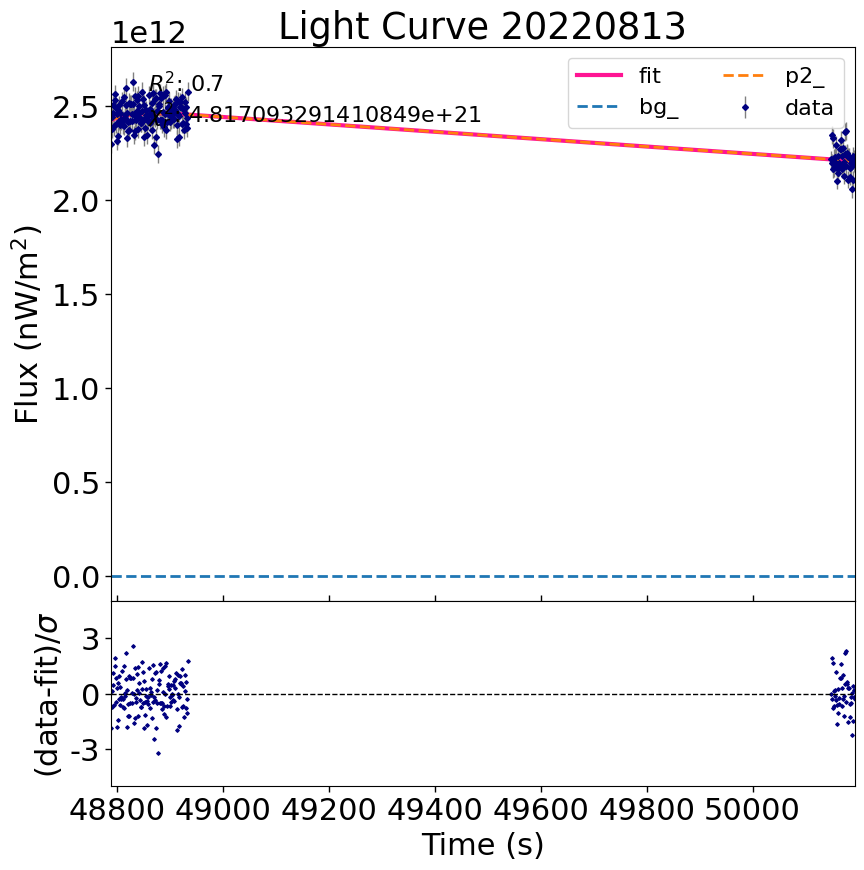 Light Curve 20220813
1e12
R²: 0.7
4.817093291410849e+21
fit
bg_
p2_
data
Flux (nW/m²)
2.5
2.0
1.5
1.0
0.5
0.0
(data-fit)/σ
3
0
-3
48800 49000 49200 49400 49600 49800 50000
Time (s)